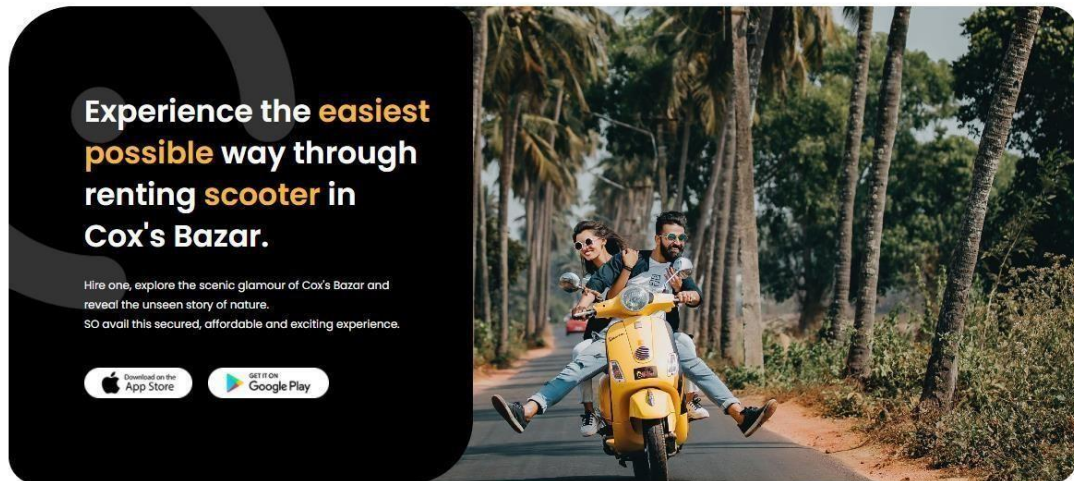 Experience the easiest
possible way through
renting scooter in
Cox's Bazar.
Hire one, explore the scenic glamour of Cox's Bazar and
reveal the unseen story of nature.
SO avail this secured, affordable and exciting experience.
Download on the
App Store
GET IT ON
Google Play